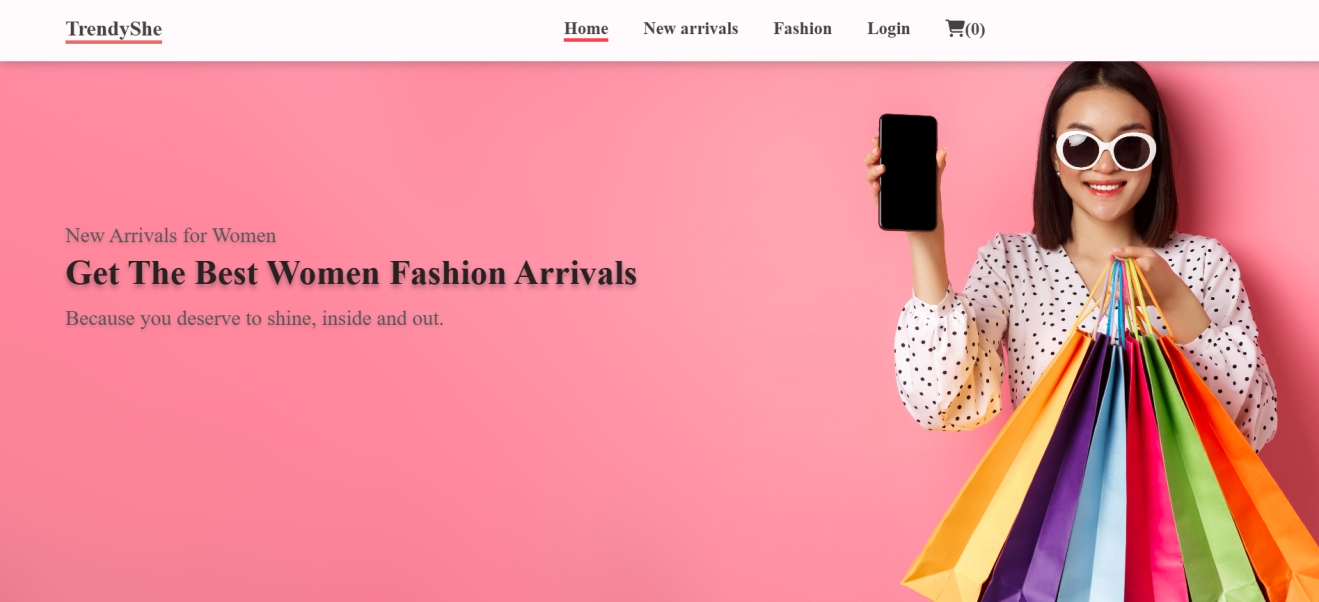 TrendyShe
Home New arrivals Fashion Login (0)
New Arrivals for Women
Get The Best Women Fashion Arrivals
Because you deserve to shine, inside and out.